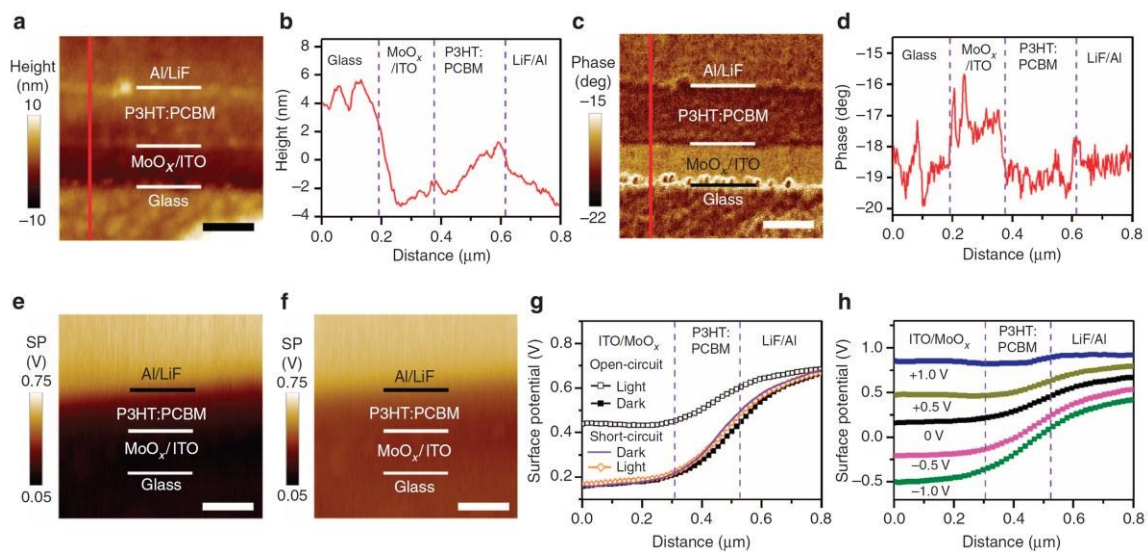 a
Height
(nm)
10
−10
Al/LiF
P3HT:PCBM
MoOₓ/ITO
Glass
b
Height (nm)
6
4
2
0
−2
−4
Glass
MoOₓ
/ITO
P3HT:
PCBM
LiF/Al
0.0 0.2 0.4 0.6 0.8
Distance (μm)
c
Phase
(deg)
−15
−22
Al/LiF
P3HT:PCBM
MoOₓ/ITO
Glass
d
Phase (deg)
−15
−16
−17
−18
−19
−20
Glass
MoOₓ
/ITO
P3HT:
PCBM
LiF/Al
0.0 0.2 0.4 0.6 0.8
Distance (μm)
e
SP
(V)
0.75
0.05
Al/LiF
P3HT:PCBM
MoOₓ/ITO
Glass
f
SP
(V)
0.75
0.05
Al/LiF
P3HT:PCBM
MoOₓ/ITO
Glass
g
Surface potential (V)
0.8
0.6
0.4
0.2
ITO/MoOₓ
P3HT:
PCBM
LiF/Al
Open-circuit
Light
Dark
Short-circuit
Dark
Light
0.0 0.2 0.4 0.6 0.8
Distance (μm)
h
Surface potential (V)
1.0
0.5
0.0
−0.5
ITO/MoOₓ
P3HT:
PCBM
LiF/Al
+1.0 V
+0.5 V
0 V
−0.5 V
−1.0 V
0.0 0.2 0.4 0.6 0.8
Distance (μm)